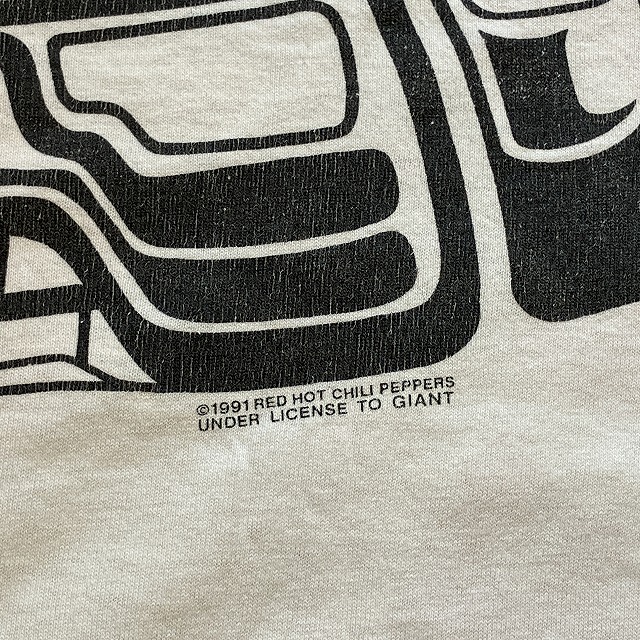 ©1991 RED HOT CHILI PEPPERS
UNDER LICENSE TO GIANT